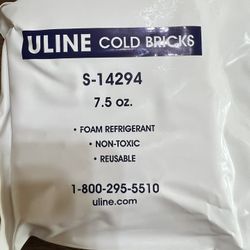 ULINE COLD BRICKS
S-14294
7.5 oz.
• FOAM REFRIGERANT
• NON-TOXIC
• REUSABLE
1-800-295-5510
uline.com